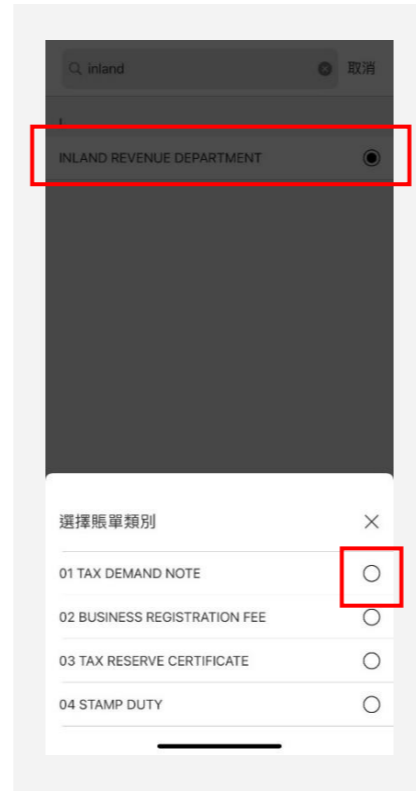 inland
取消
I
INLAND REVENUE DEPARTMENT
選擇賬單類別
01 TAX DEMAND NOTE
02 BUSINESS REGISTRATION FEE
03 TAX RESERVE CERTIFICATE
04 STAMP DUTY